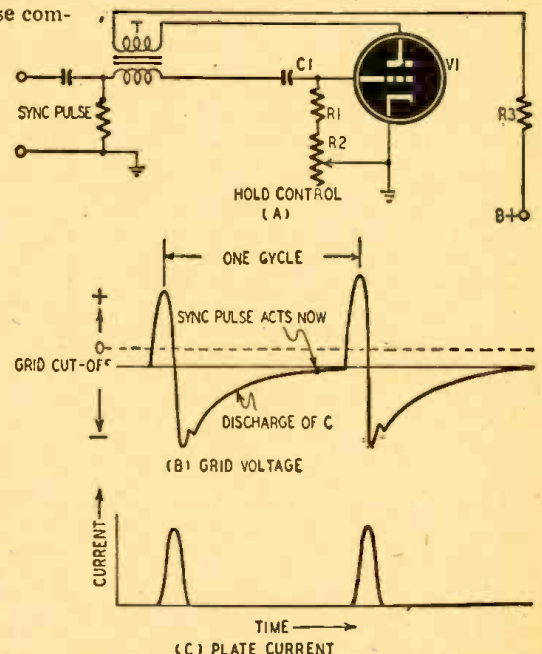 se com-
T
C1
V1
SYNC PULSE
R1
R2
R3
HOLD CONTROL
(A)
B+
ONE GYCLE
+
SYNC PULSE ACTS NOW
0
GRID CUT-OFF
DISCHARGE OF C
−
(B) GRID VOLTAGE
CURRENT
TIME
(C) PLATE CURRENT